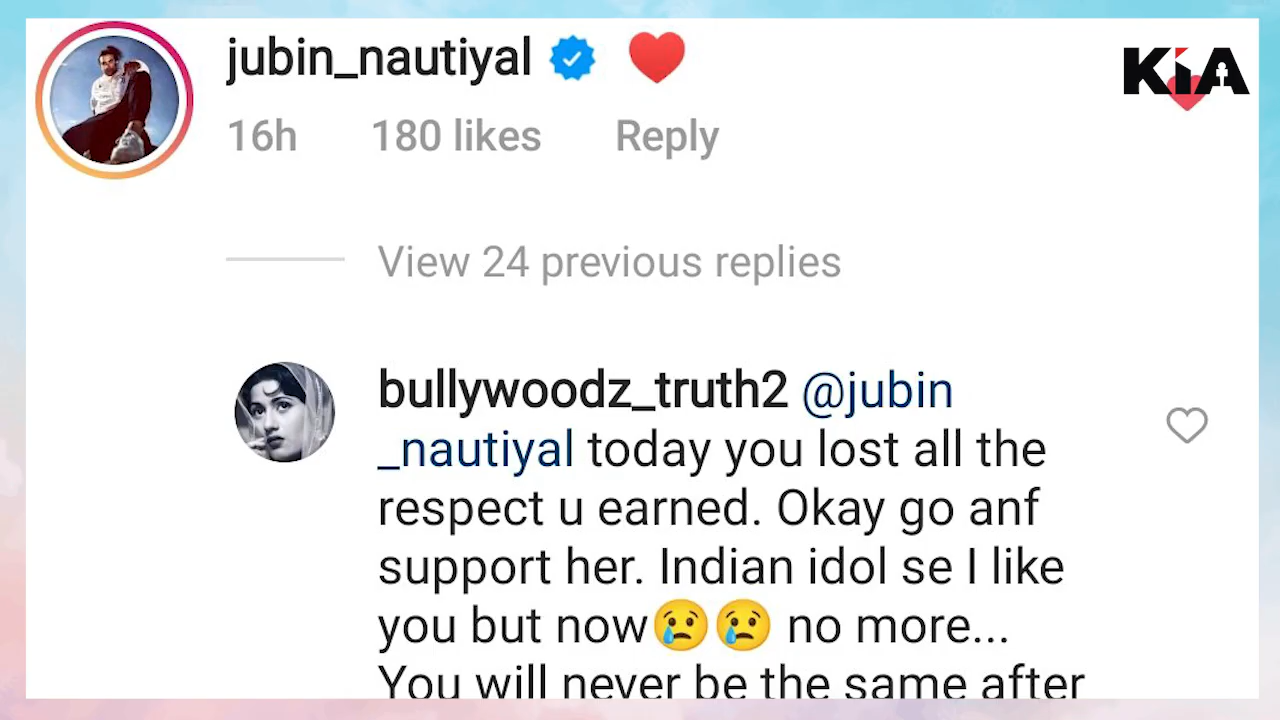 jubin_nautiyal ❤️
KiA
16h 180 likes Reply
View 24 previous replies
bullywoodz_truth2 @jubin
_nautiyal today you lost all the
respect u earned. Okay go anf
support her. Indian idol se I like
you but now😢😢 no more...
You will never be the same after